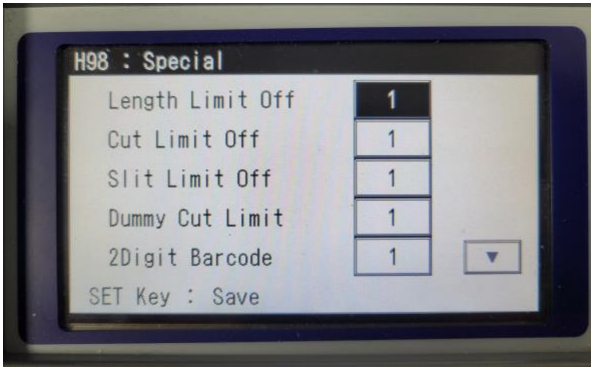 H98 : Special
Length Limit Off 1
Cut Limit Off 1
Slit Limit Off 1
Dummy Cut Limit 1
2Digit Barcode 1 ▼
SET Key : Save